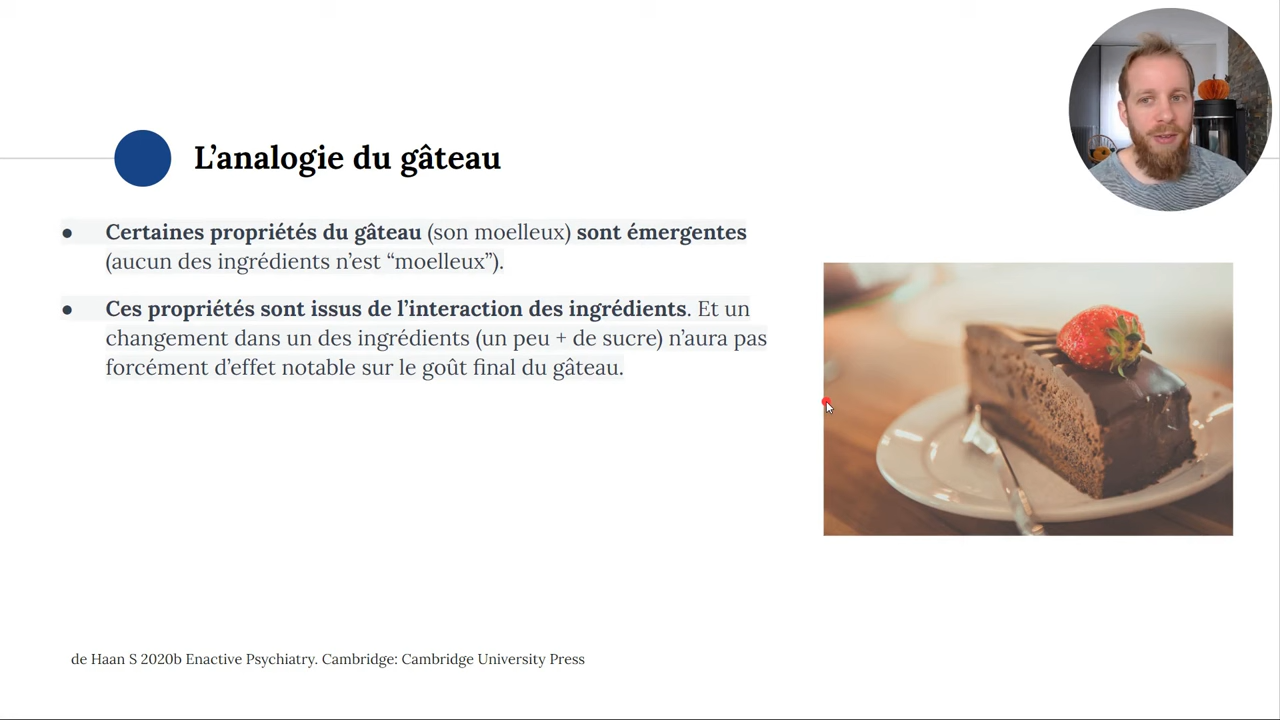 L’analogie du gâteau
● Certaines propriétés du gâteau (son moelleux) sont émergentes
(aucun des ingrédients n’est “moelleux”).
● Ces propriétés sont issus de l’interaction des ingrédients. Et un
changement dans un des ingrédients (un peu + de sucre) n’aura pas
forcément d’effet notable sur le goût final du gâteau.
de Haan S 2020b Enactive Psychiatry. Cambridge: Cambridge University Press